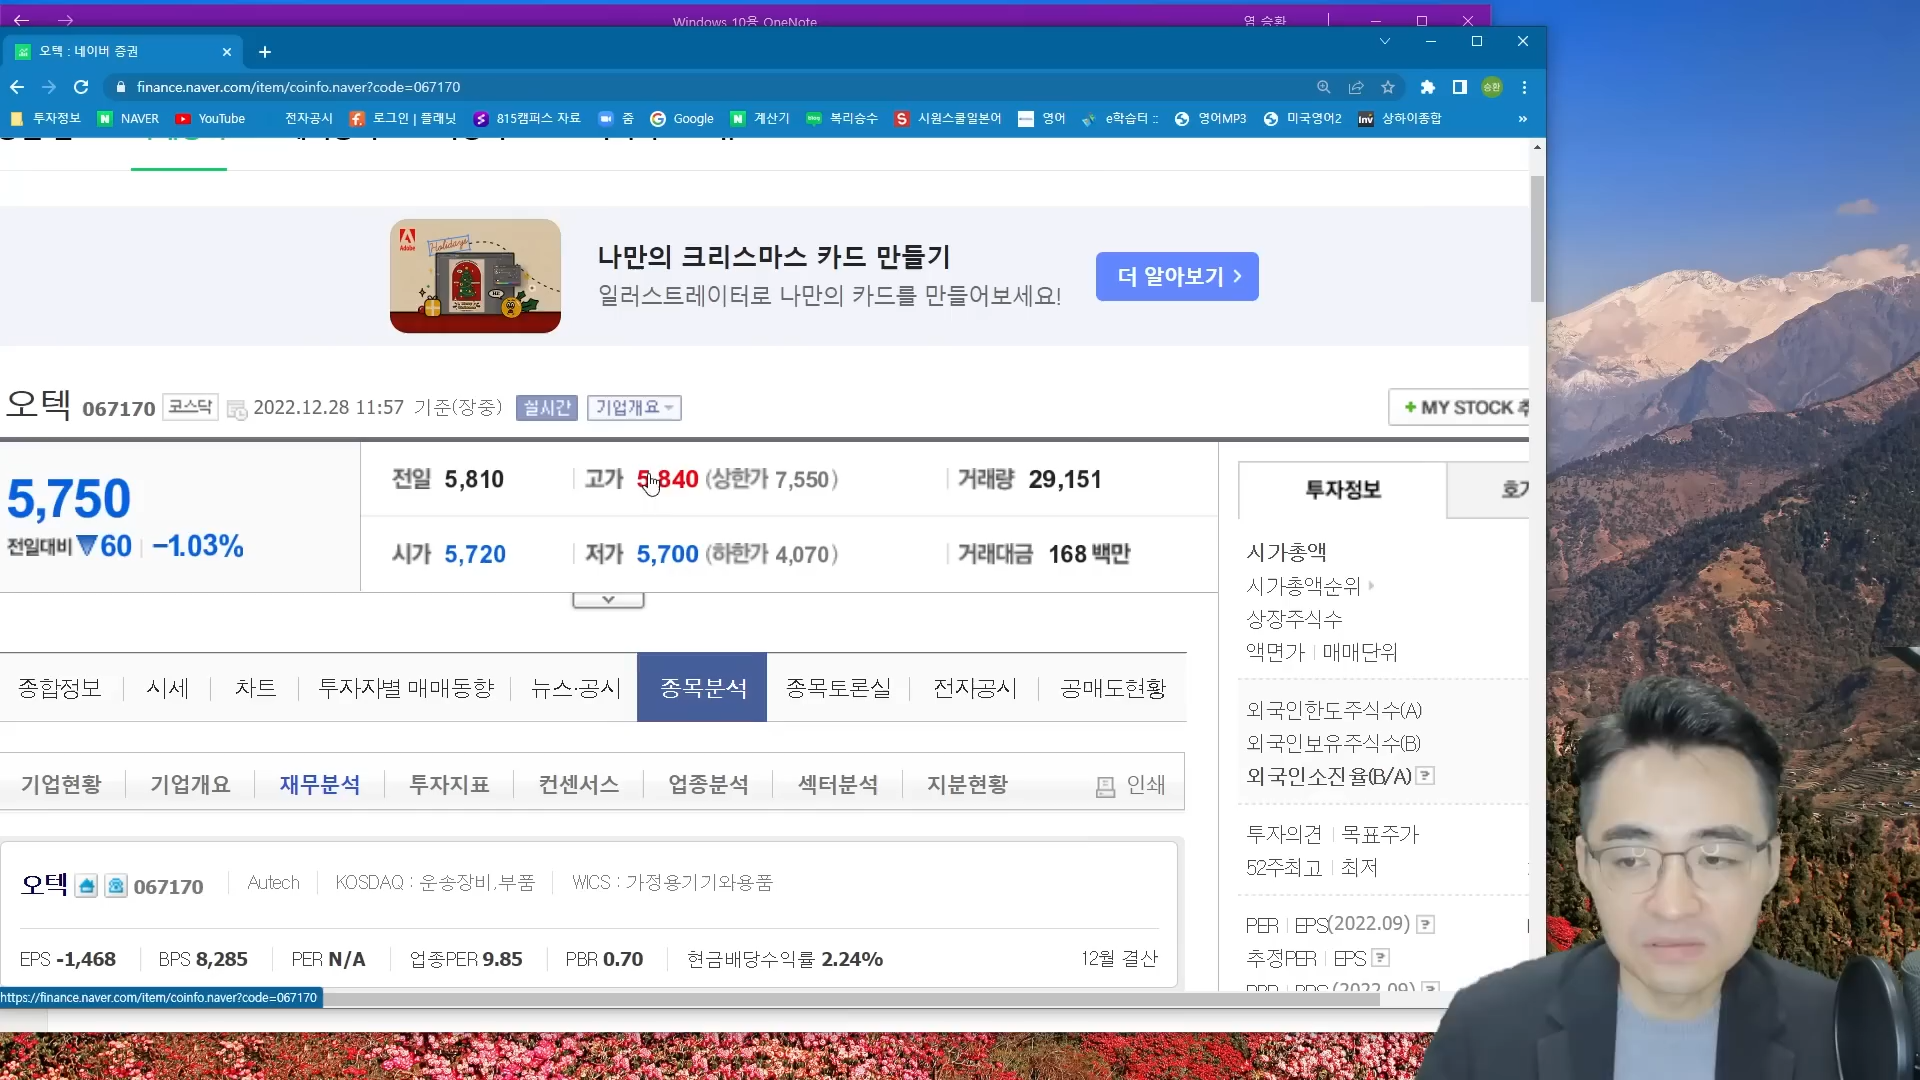 Windows 10용 OneNote
염 승환
오텍 : 네이버 증권
finance.naver.com/item/coinfo.naver?code=067170
승환
투자정보 NAVER YouTube 전자공시 로그인 | 플래닛 815캠퍼스 자료 줌 Google 계산기 복리승수 시원스쿨일본어 영어 e학습터 :: 영어MP3 미국영어2 상하이종합 »
Adobe
Holidays
나만의 크리스마스 카드 만들기
일러스트레이터로 나만의 카드를 만들어보세요!
더 알아보기
오텍 067170 코스닥 2022.12.28 11:57 기준(장중) 실시간 기업개요
+ MY STOCK
5,750
전일대비 ▼60 -1.03%
전일 5,810 고가 5,840 (상한가 7,550) 거래량 29,151
시가 5,720 저가 5,700 (하한가 4,070) 거래대금 168 백만
투자정보
시가총액
시가총액순위
상장주식수
액면가 매매단위
외국인한도주식수(A)
외국인보유주식수(B)
외국인소진율(B/A) ?
투자의견 목표주가
52주최고 최저
PER EPS(2022.09) ?
추정PER EPS ?
PBR BPS (2022.09) ?
종합정보 시세 차트 투자자별 매매동향 뉴스·공시 종목분석 종목토론실 전자공시 공매도현황
기업현황 기업개요 재무분석 투자지표 컨센서스 업종분석 섹터분석 지분현황 인쇄
오텍 067170 Autech KOSDAQ : 운송장비,부품 WICS : 가정용기기와용품
EPS -1,468 BPS 8,285 PER N/A 업종PER 9.85 PBR 0.70 현금배당수익률 2.24% 12월 결산
https://finance.naver.com/item/coinfo.naver?code=067170